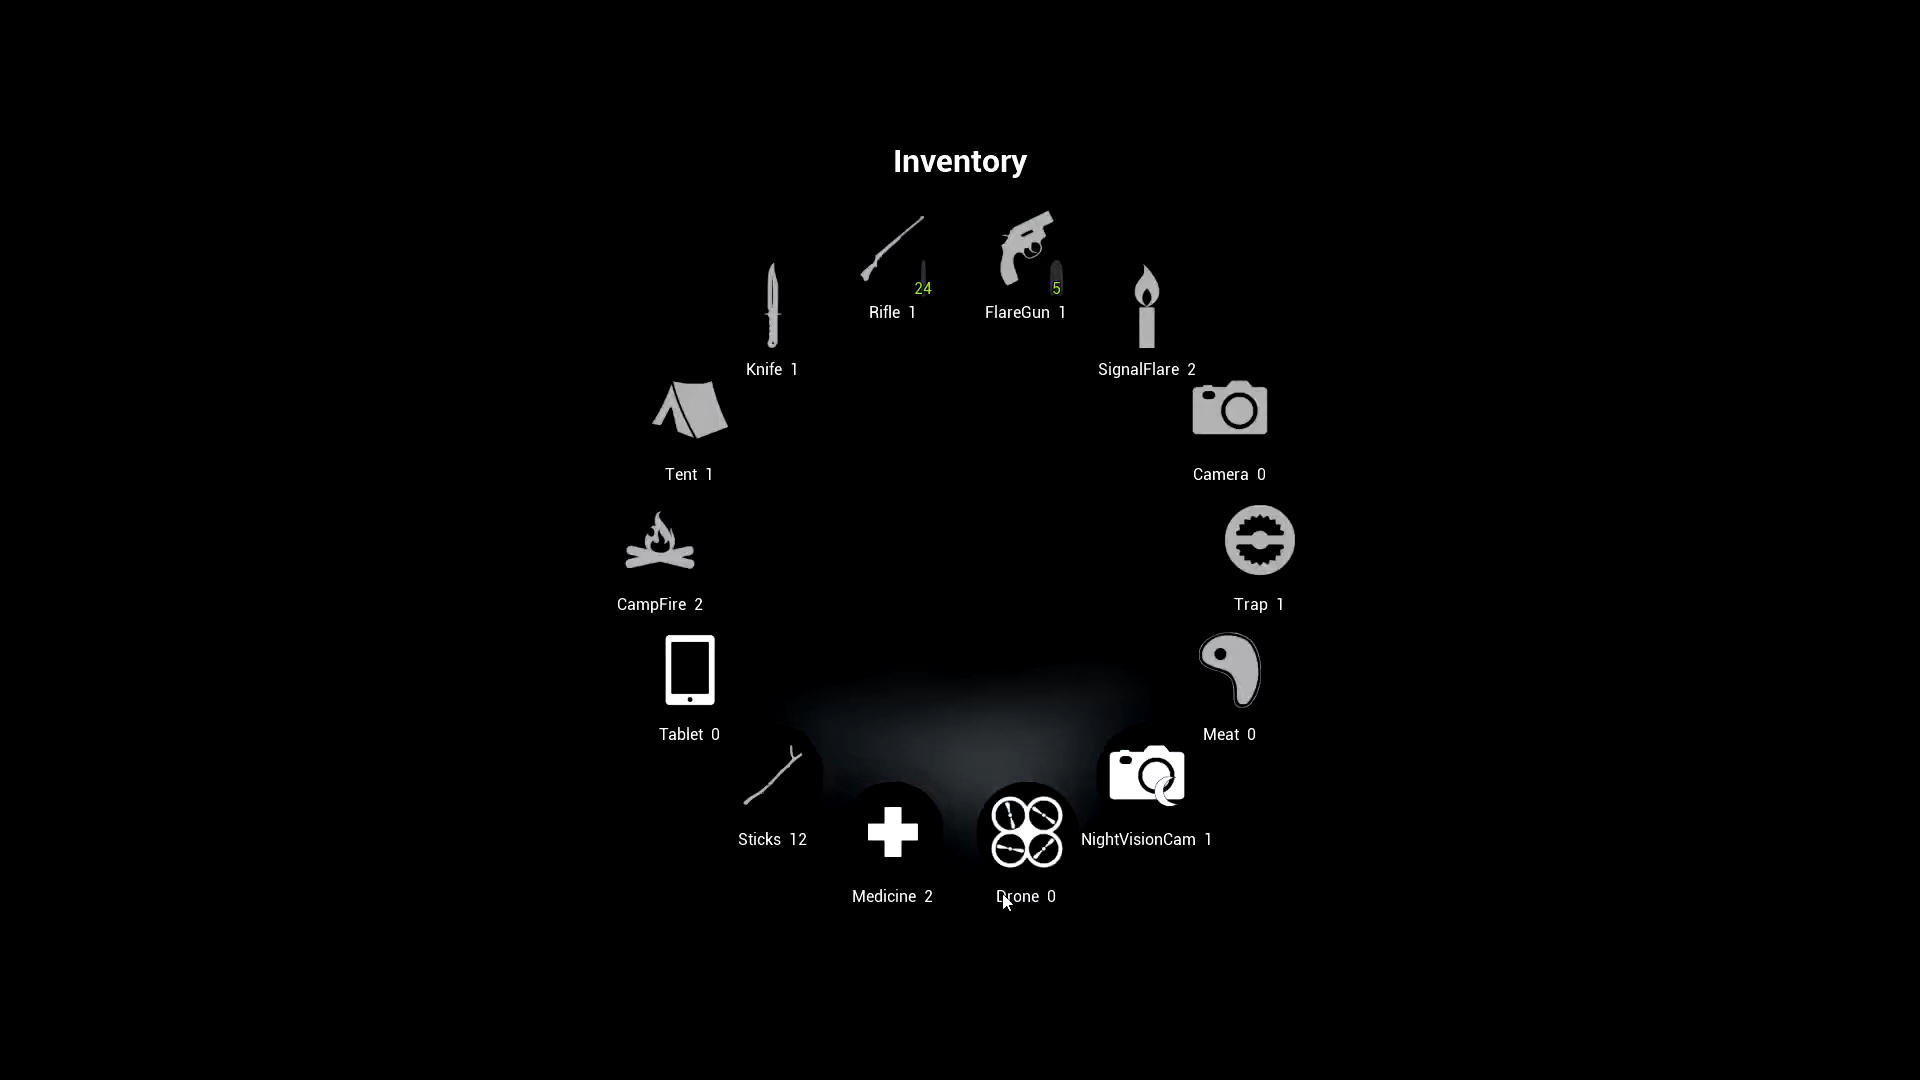 Inventory
24
5
Rifle 1
FlareGun 1
Knife 1
SignalFlare 2
Tent 1
Camera 0
CampFire 2
Trap 1
Tablet 0
Meat 0
Sticks 12
NightVisionCam 1
Medicine 2
Drone 0